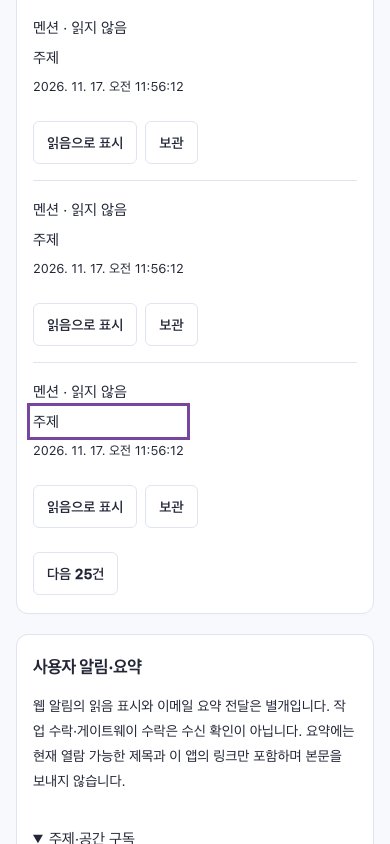 멘션 · 읽지 않음
주제
2026. 11. 17. 오전 11:56:12
읽음으로 표시 보관
멘션 · 읽지 않음
주제
2026. 11. 17. 오전 11:56:12
읽음으로 표시 보관
멘션 · 읽지 않음
주제
2026. 11. 17. 오전 11:56:12
읽음으로 표시 보관
다음 25건
사용자 알림·요약
웹 알림의 읽음 표시와 이메일 요약 전달은 별개입니다. 작
업 수락·게이트웨이 수락은 수신 확인이 아닙니다. 요약에는
현재 열람 가능한 제목과 이 앱의 링크만 포함하며 본문을
보내지 않습니다.
▼ 주제·공간 구독